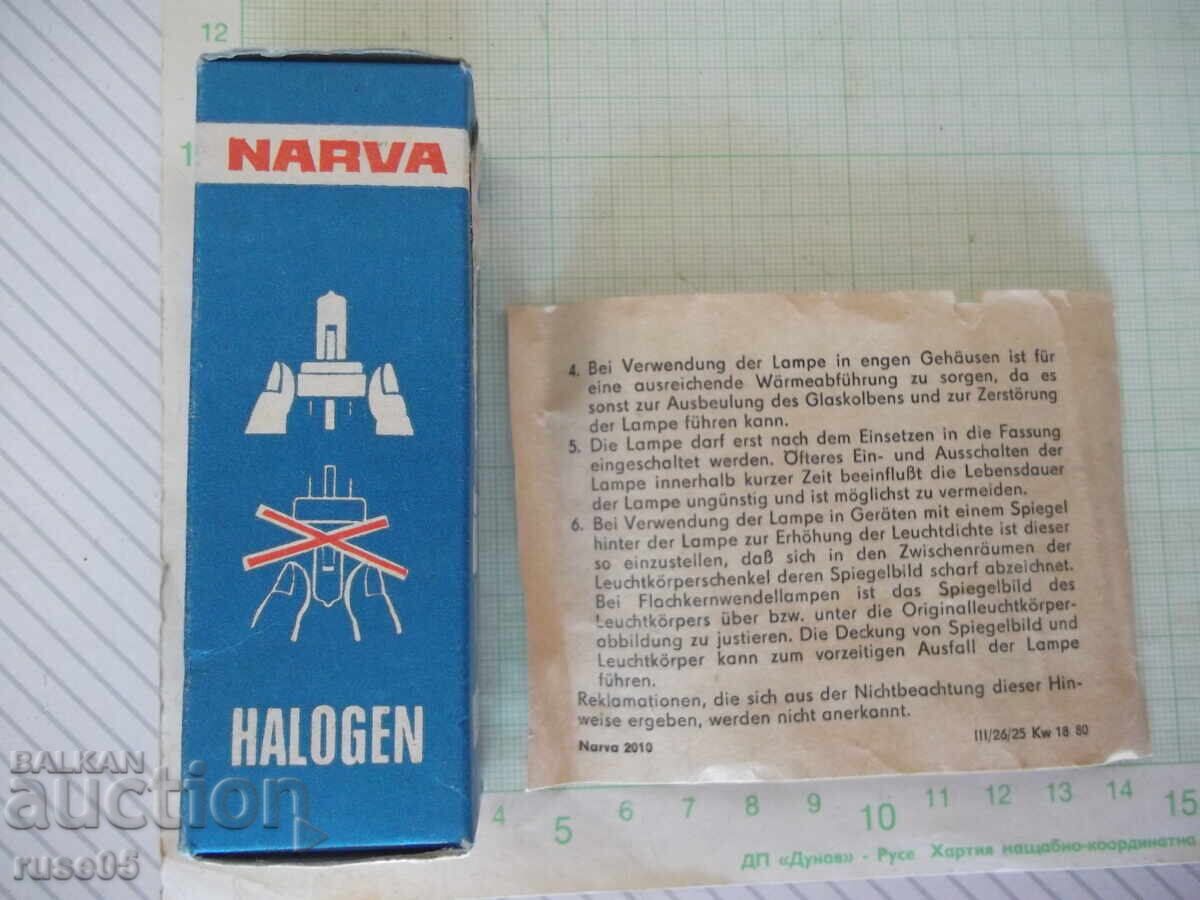 12
NARVA
HALOGEN
4. Bei Verwendung der Lampe in engen Gehäusen ist für
eine ausreichende Wärmeabführung zu sorgen, da es
sonst zur Ausbeulung des Glaskolbens und zur Zerstörung
der Lampe führen kann.
5. Die Lampe darf erst nach dem Einsetzen in die Fassung
eingeschaltet werden. Öfteres Ein- und Ausschalten der
Lampe innerhalb kurzer Zeit beeinflußt die Lebensdauer
der Lampe ungünstig und ist möglichst zu vermeiden.
6. Bei Verwendung der Lampe in Geräten mit einem Spiegel
hinter der Lampe zur Erhöhung der Leuchtdichte ist dieser
so einzustellen, daß sich in den Zwischenräumen der
Leuchtkörperschenkel deren Spiegelbild scharf abzeichnet.
Bei Flachkernwendellampen ist das Spiegelbild des
Leuchtkörpers über bzw. unter die Originalleuchtkörper-
abbildung zu justieren. Die Deckung von Spiegelbild und
Leuchtkörper kann zum vorzeitigen Ausfall der Lampe
führen.
Reklamationen, die sich aus der Nichtbeachtung dieser Hin-
weise ergeben, werden nicht anerkannt.
Narva 2010 III/26/25 Kw 18 80
4 5 6 7 8 9 10 11 12 13 14 15
ДП «Дунав» - Русе Хартия мащабно-координатна
BALKAN
auction
ruse05